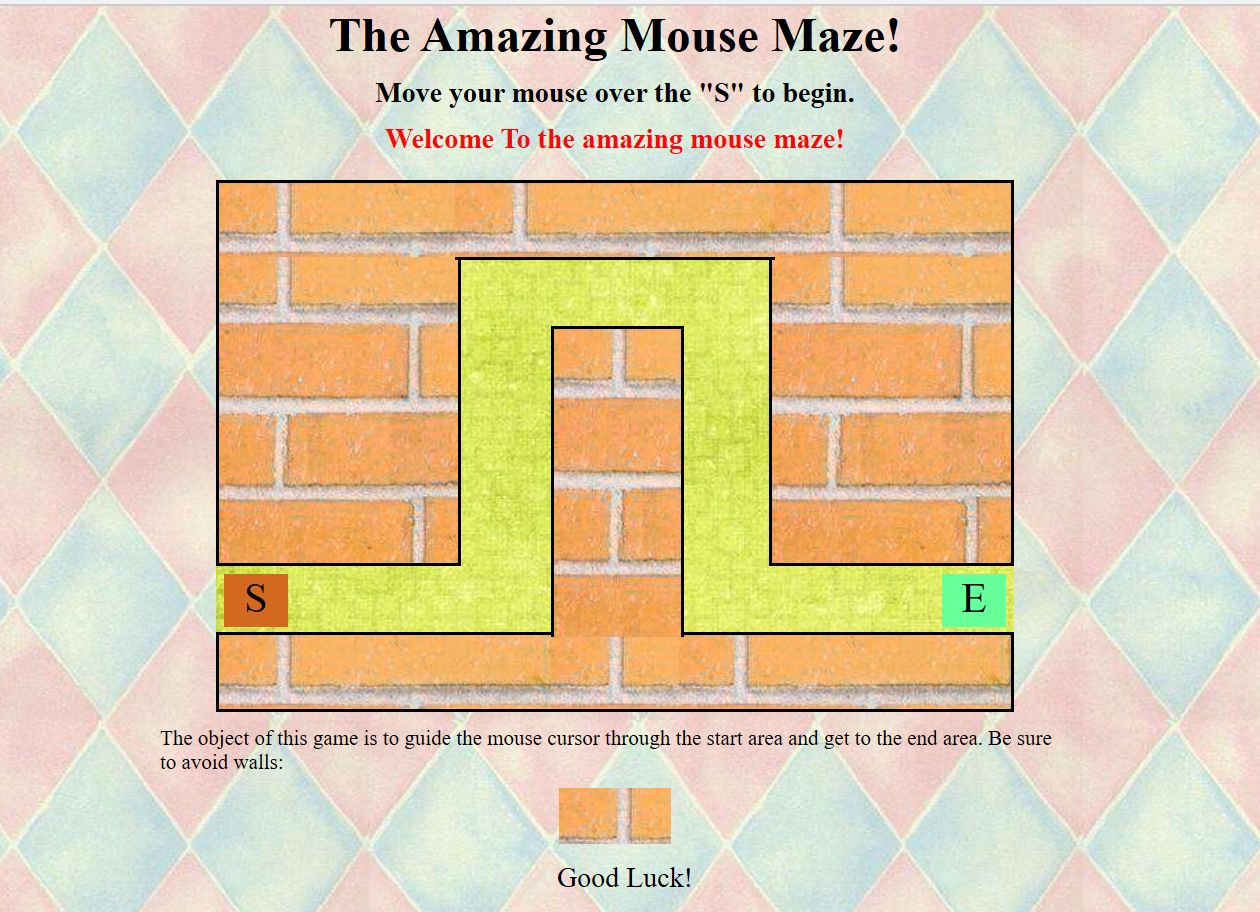 The Amazing Mouse Maze!
Move your mouse over the "S" to begin.
Welcome To the amazing mouse maze!
S
E
The object of this game is to guide the mouse cursor through the start area and get to the end area. Be sure
to avoid walls:
Good Luck!